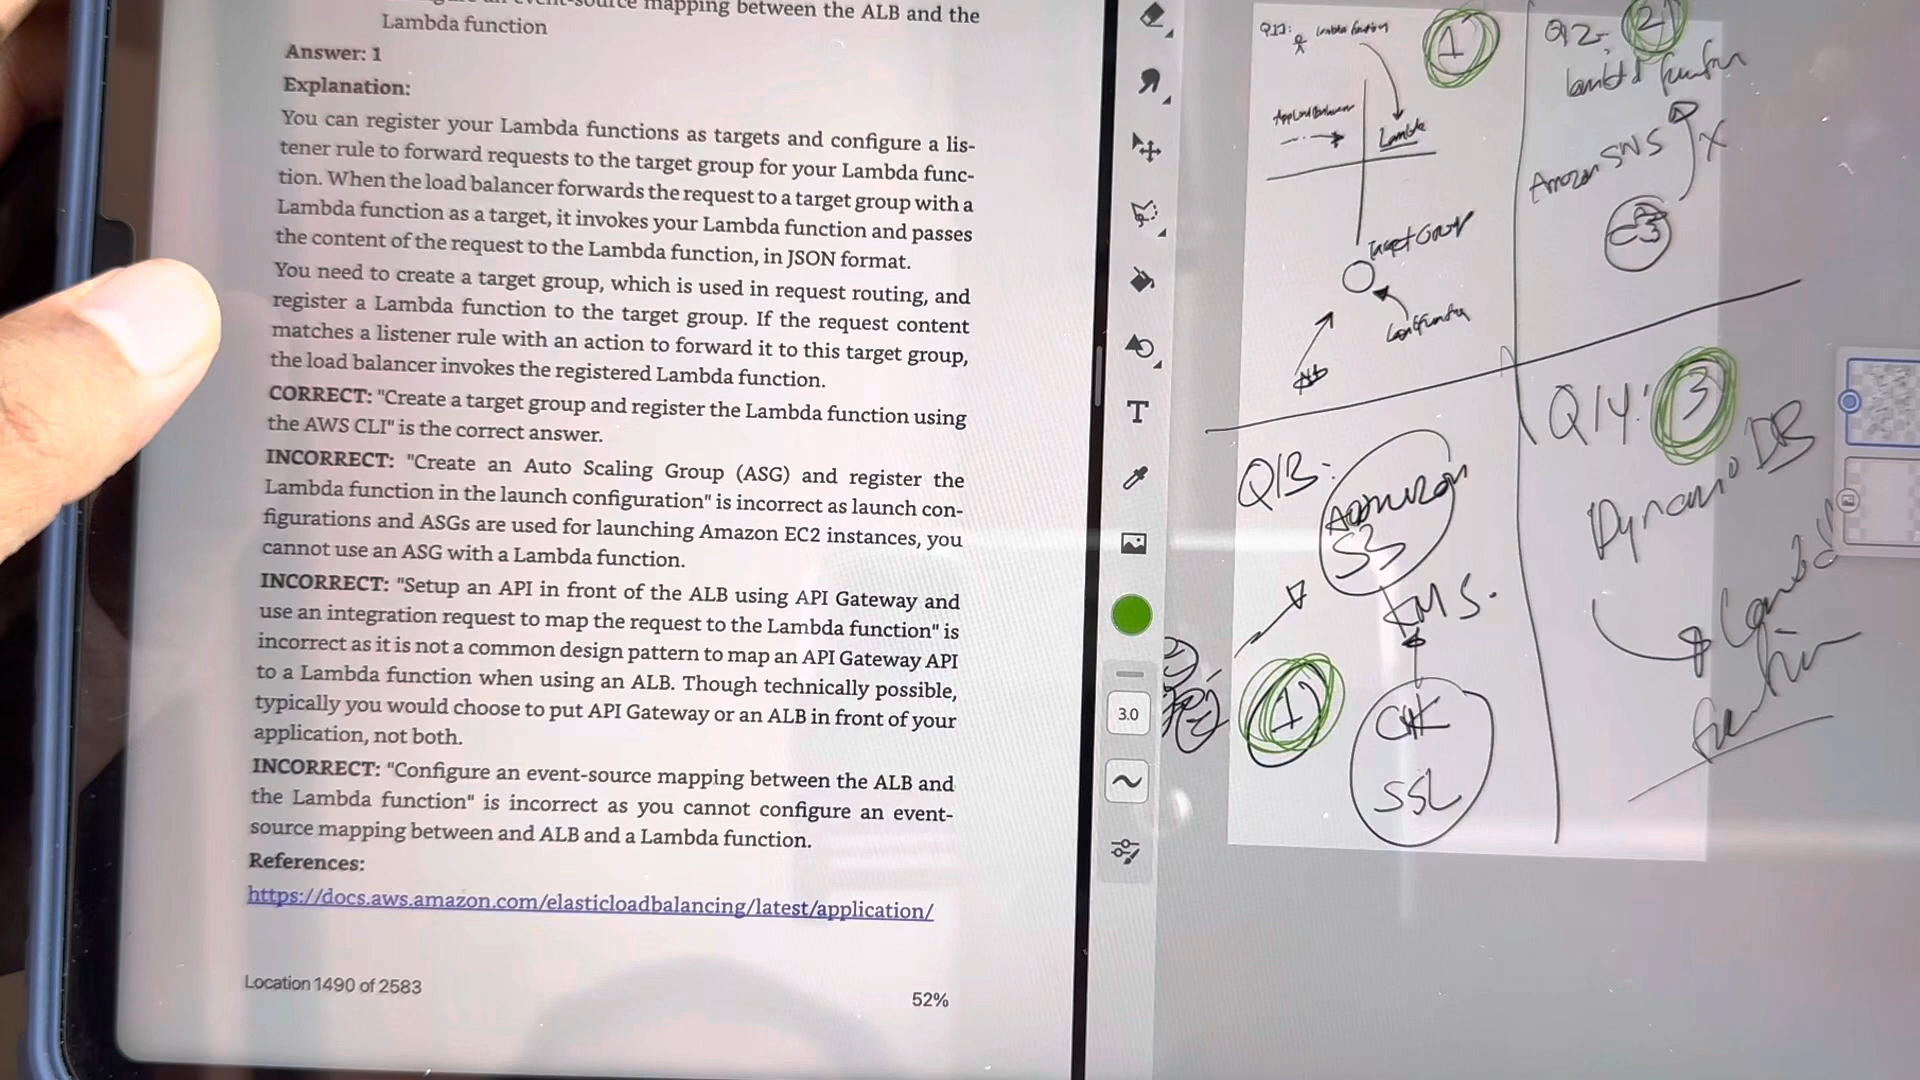 mapping between the ALB and the
Lambda function
Answer: 1
Explanation:
You can register your Lambda functions as targets and configure a lis-
tener rule to forward requests to the target group for your Lambda func-
tion. When the load balancer forwards the request to a target group with a
Lambda function as a target, it invokes your Lambda function and passes
the content of the request to the Lambda function, in JSON format.
You need to create a target group, which is used in request routing, and
register a Lambda function to the target group. If the request content
matches a listener rule with an action to forward it to this target group,
the load balancer invokes the registered Lambda function.
CORRECT: "Create a target group and register the Lambda function using
the AWS CLI" is the correct answer.
INCORRECT: "Create an Auto Scaling Group (ASG) and register the
Lambda function in the launch configuration" is incorrect as launch con-
figurations and ASGs are used for launching Amazon EC2 instances, you
cannot use an ASG with a Lambda function.
INCORRECT: "Setup an API in front of the ALB using API Gateway and
use an integration request to map the request to the Lambda function" is
incorrect as it is not a common design pattern to map an API Gateway API
to a Lambda function when using an ALB. Though technically possible,
typically you would choose to put API Gateway or an ALB in front of your
application, not both.
INCORRECT: "Configure an event-source mapping between the ALB and
the Lambda function" is incorrect as you cannot configure an event-
source mapping between and ALB and a Lambda function.
References:
https://docs.aws.amazon.com/elasticloadbalancing/latest/application/
Location 1490 of 2583
52%
T
3.0
1
Lambda
Target Group
2
Amazon SNS
X
Q13:
S3
KMS.
1
SSL
Q14:
3
Dynamo DB